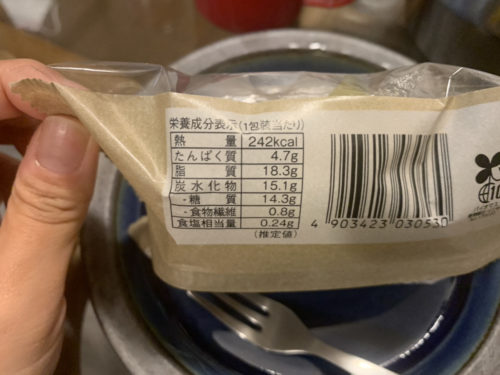 栄養成分表示(1包装当たり)
熱量 242kcal
たんぱく質 4.7g
脂質 18.3g
炭水化物 15.1g
-糖質 14.3g
-食物繊維 0.8g
食塩相当量 0.24g
(推定値)
4 903423 030530